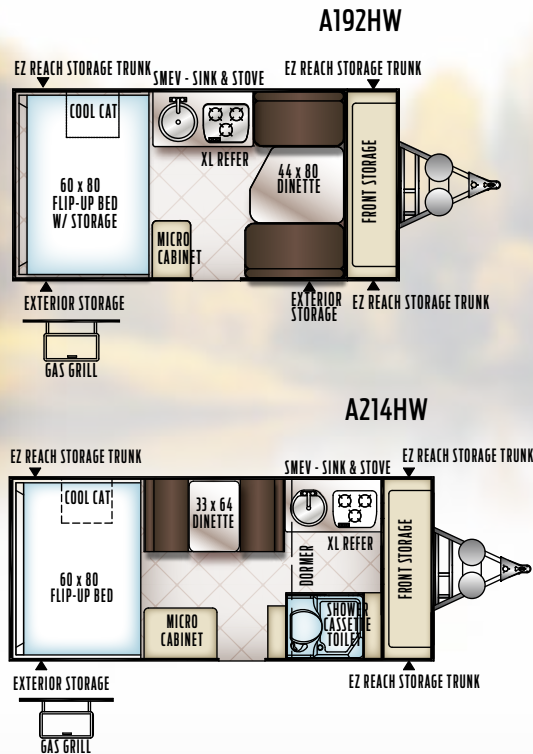 A192HW
EZ REACH STORAGE TRUNK
SMEV - SINK & STOVE
EZ REACH STORAGE TRUNK
COOL CAT
XL REFER
60 x 80
FLIP-UP BED
W/ STORAGE
44 x 80
DINETTE
FRONT STORAGE
MICRO
CABINET
EXTERIOR STORAGE
EXTERIOR
STORAGE
EZ REACH STORAGE TRUNK
GAS GRILL
A214HW
EZ REACH STORAGE TRUNK
SMEV - SINK & STOVE
EZ REACH STORAGE TRUNK
COOL CAT
33 x 64
DINETTE
XL REFER
DORMER
FRONT STORAGE
60 x 80
FLIP-UP BED
MICRO
CABINET
SHOWER
CASSETTE
TOILET
EXTERIOR STORAGE
EZ REACH STORAGE TRUNK
GAS GRILL